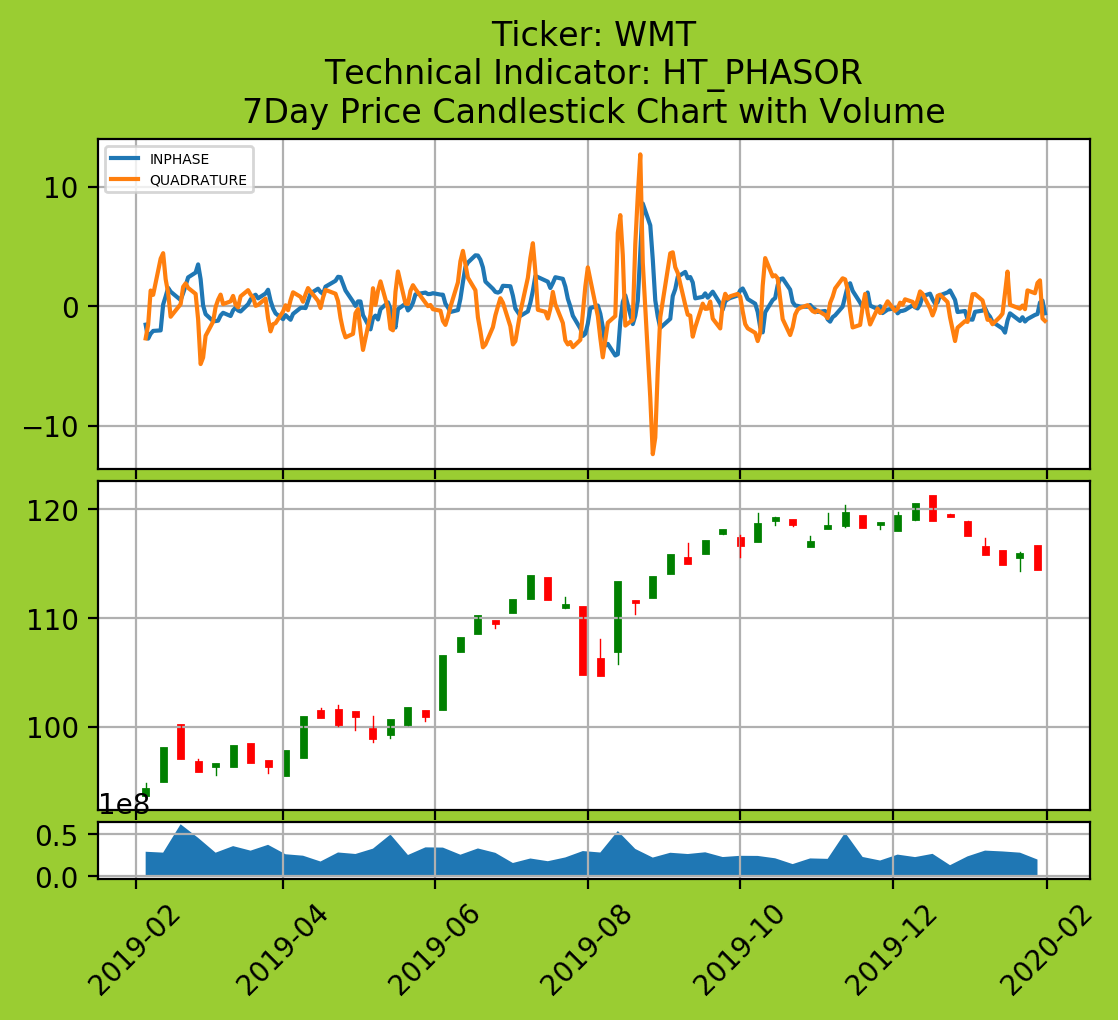 Ticker: WMT
Technical Indicator: HT_PHASOR
7Day Price Candlestick Chart with Volume
INPHASE
QUADRATURE
10
0
−10
120
110
100
1e8
0.5
0.0
2019-02
2019-04
2019-06
2019-08
2019-10
2019-12
2020-02